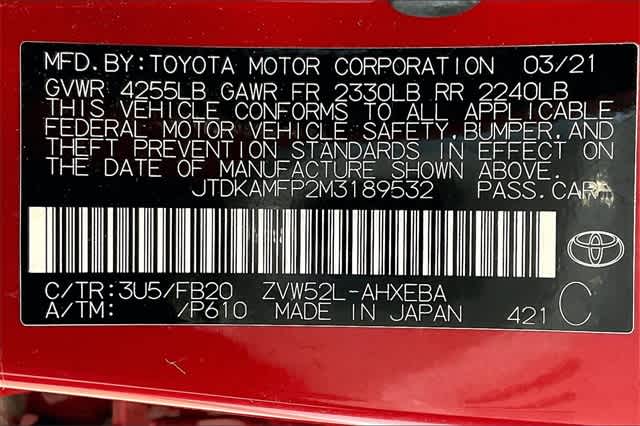 MFD.BY:TOYOTA MOTOR CORPORATION 03/21
GVWR 4255LB GAWR FR 2330LB RR 2240LB
THIS VEHICLE CONFORMS TO ALL APPLICABLE
FEDERAL MOTOR VEHICLE SAFETY,BUMPER,AND
THEFT PREVENTION STANDARDS IN EFFECT ON
THE DATE OF MANUFACTURE SHOWN ABOVE.
JTDKAMFP2M3189532 PASS.CAR
C/TR:3U5/FB20 ZVW52L-AHXEBA
A/TM: /P610 MADE IN JAPAN 421 C